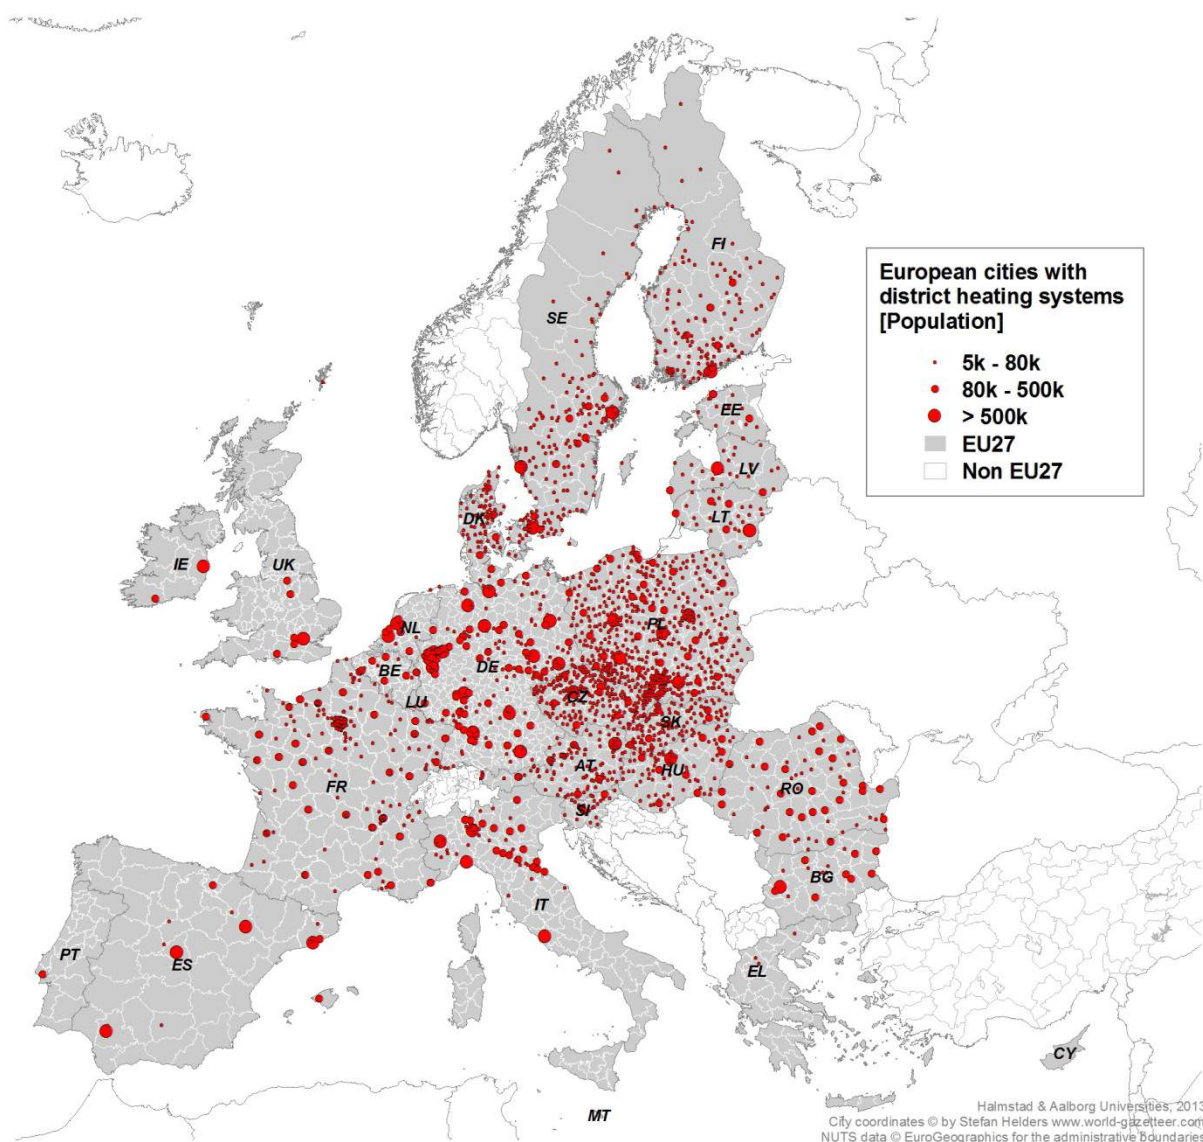 FI
SE
European cities with
district heating systems
[Population]
5k - 80k
80k - 500k
> 500k
EU27
Non EU27
EE
LV
LT
DK
IE
UK
NL
PL
BE
DE
LU
CZ
SK
AT
HU
FR
SI
RO
BG
IT
PT
ES
EL
CY
MT
Halmstad & Aalborg Universities, 2013
City coordinates © by Stefan Helders www.world-gazetteer.com
NUTS data © EuroGeographics for the administrative boundaries